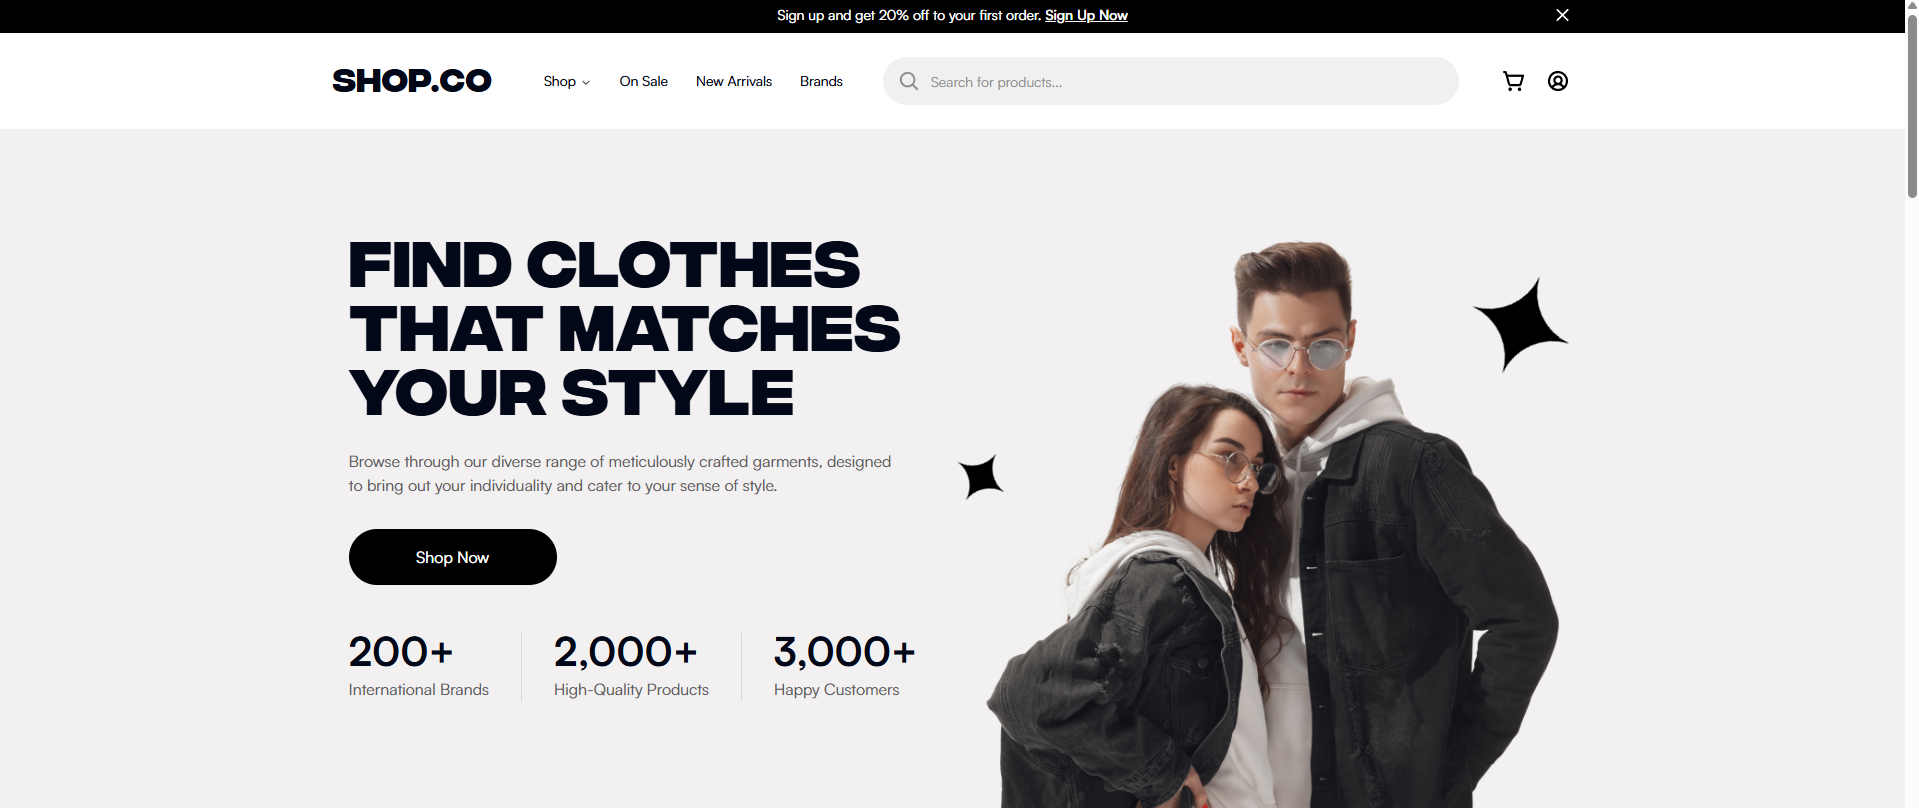 Sign up and get 20% off to your first order. Sign Up Now
SHOP.CO
Shop
On Sale
New Arrivals
Brands
Search for products...
FIND CLOTHES
THAT MATCHES
YOUR STYLE
Browse through our diverse range of meticulously crafted garments, designed
to bring out your individuality and cater to your sense of style.
Shop Now
200+
International Brands
2,000+
High-Quality Products
3,000+
Happy Customers